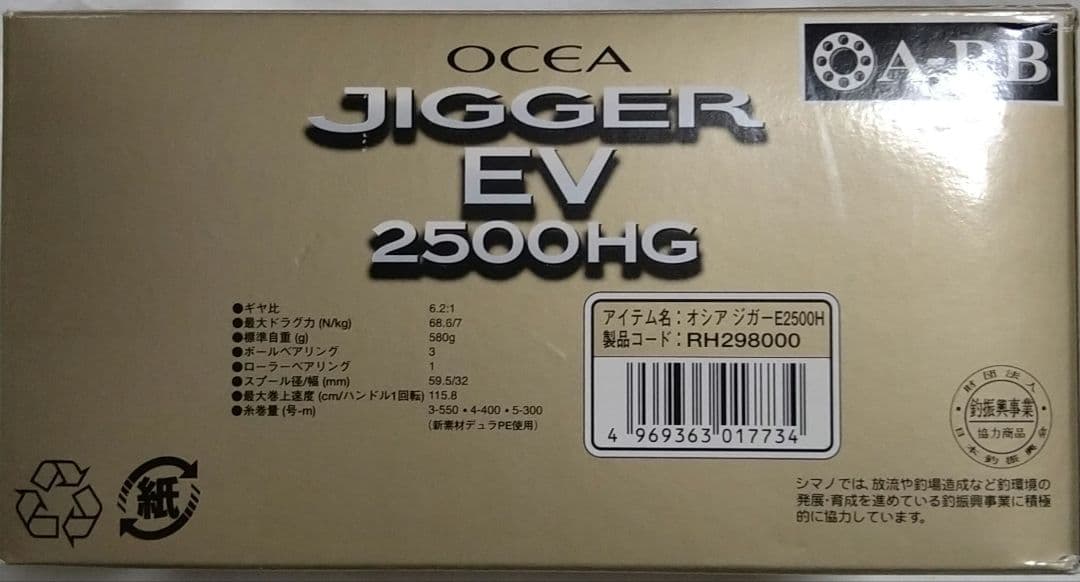 OCEA
A-RB
JIGGER
EV
2500HG
●ギヤ比 6.2:1
●最大ドラグ力 (N/kg) 68.6/7
●標準自重 (g) 580g
●ボールベアリング 3
●ローラーベアリング 1
●スプール径/幅 (mm) 59.5/32
●最大巻上速度 (cm/ハンドル1回転) 115.8
●糸巻量 (号-m) 3-550・4-400・5-300
(新素材デュラPE使用)
アイテム名:オシア ジガーE2500H
製品コード:RH298000
4 969363 017734
財団法人
釣振興事業
協力商品
日本釣振興会
紙
シマノでは、放流や釣場造成など釣環境の
発展・育成を進めている釣振興事業に積極
的に協力しています。